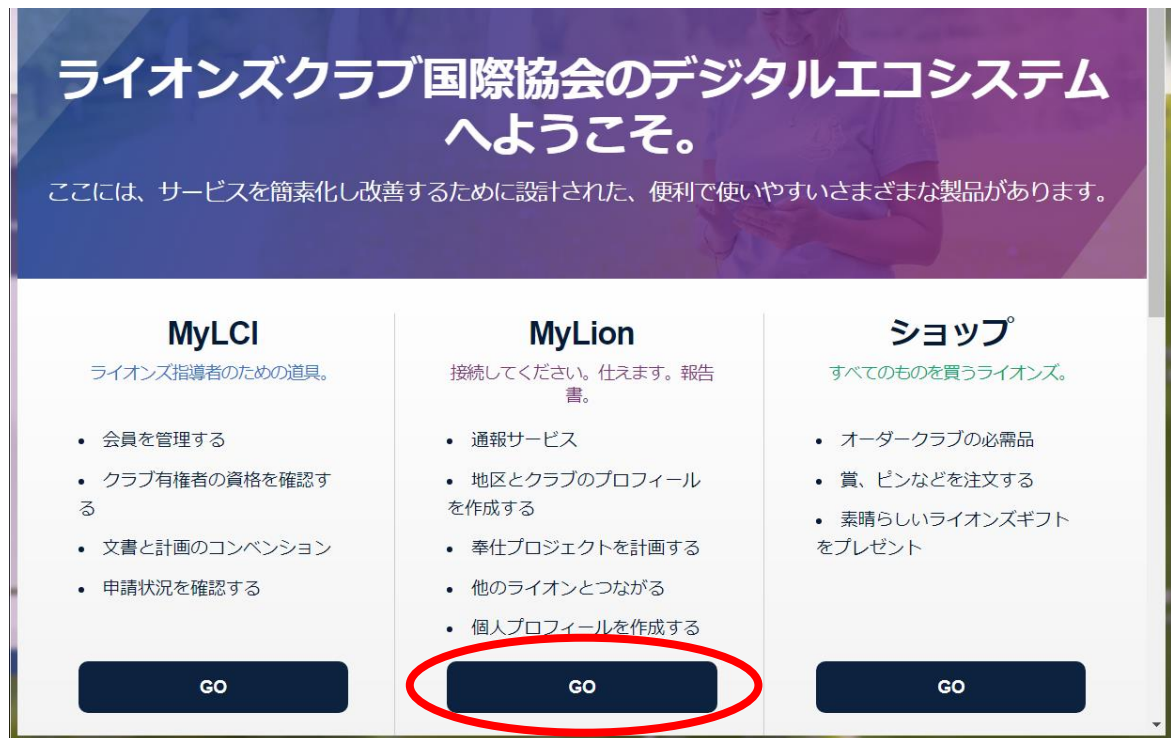 ライオンズクラブ国際協会のデジタルエコシステム
へようこそ。
ここには、サービスを簡素化し改善するために設計された、便利で使いやすいさまざまな製品があります。
MyLCI
ライオンズ指導者のための道具。
• 会員を管理する
• クラブ有権者の資格を確認す
る
• 文書と計画のコンベンション
• 申請状況を確認する
GO
MyLion
接続してください。仕えます。報告
書。
• 通報サービス
• 地区とクラブのプロフィール
を作成する
• 奉仕プロジェクトを計画する
• 他のライオンとつながる
• 個人プロフィールを作成する
GO
ショップ
すべてのものを買うライオンズ。
• オーダークラブの必需品
• 賞、ピンなどを注文する
• 素晴らしいライオンズギフト
をプレゼント
GO